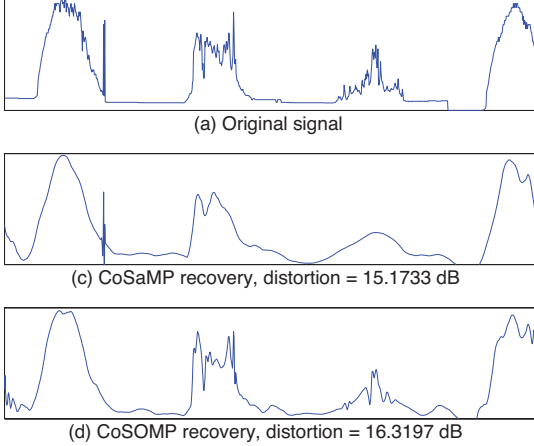 (a) Original signal
(c) CoSaMP recovery, distortion = 15.1733 dB
(d) CoSOMP recovery, distortion = 16.3197 dB